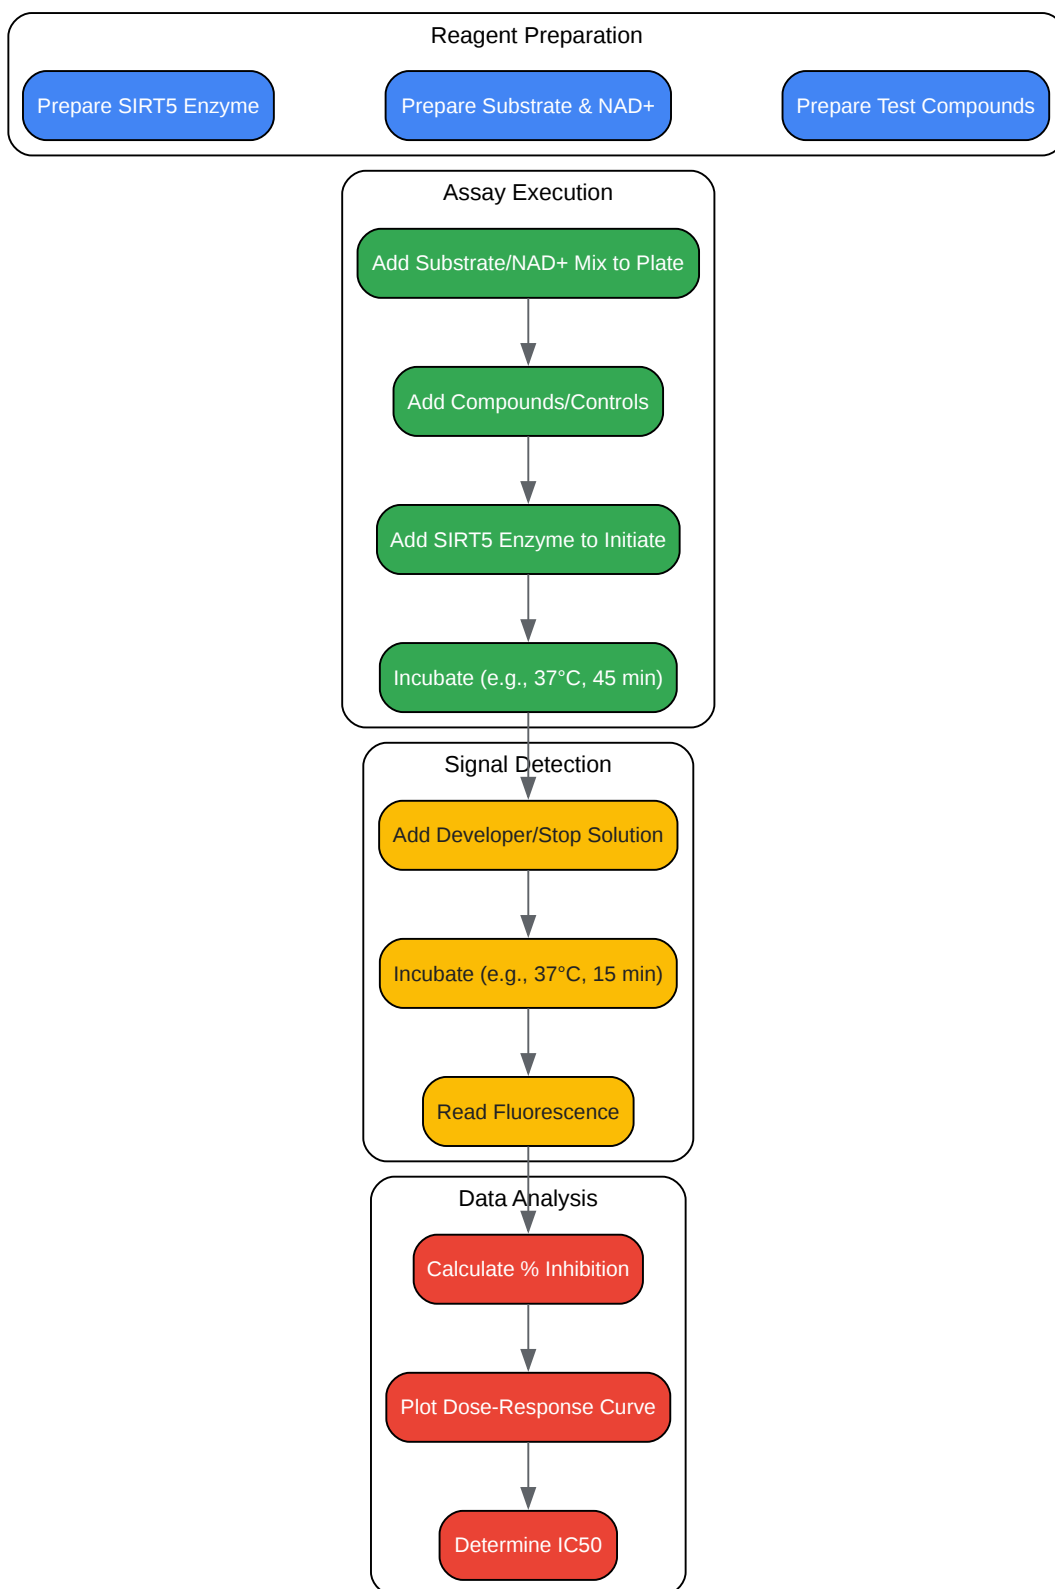 Reagent Preparation
Prepare SIRT5 Enzyme
Prepare Substrate & NAD+
Prepare Test Compounds
Assay Execution
Add Substrate/NAD+ Mix to Plate
Add Compounds/Controls
Add SIRT5 Enzyme to Initiate
Incubate (e.g., 37°C, 45 min)
Signal Detection
Add Developer/Stop Solution
Incubate (e.g., 37°C, 15 min)
Read Fluorescence
Data Analysis
Calculate % Inhibition
Plot Dose-Response Curve
Determine IC50